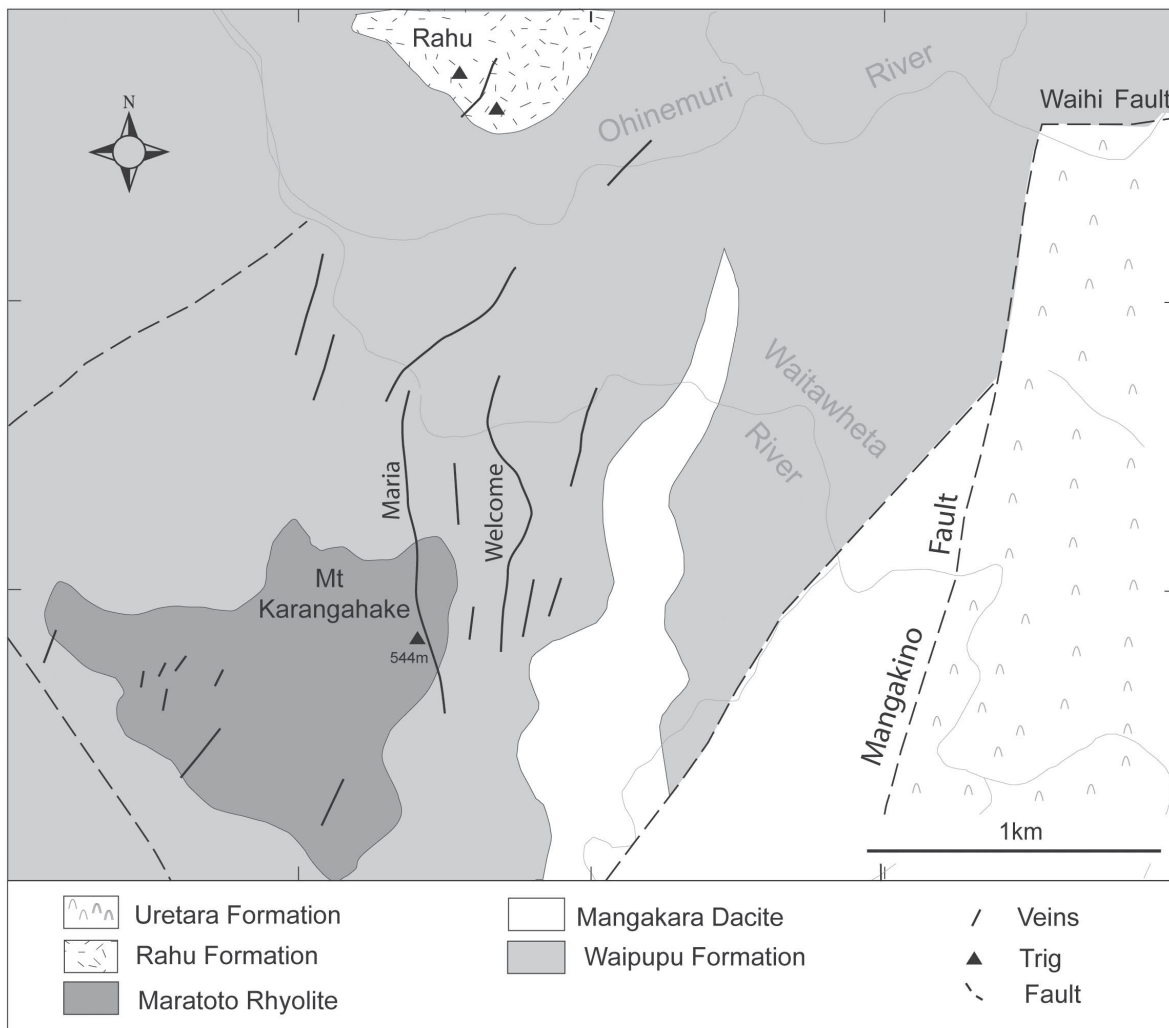 Rahu
N
Ohinemuri
River
Waihi Fault
Waitawheta
River
Maria
Welcome
Mt
Karangahake
544m
Mangakino
Fault
1km
Uretara Formation
Rahu Formation
Maratoto Rhyolite
Mangakara Dacite
Waipupu Formation
Veins
Trig
Fault